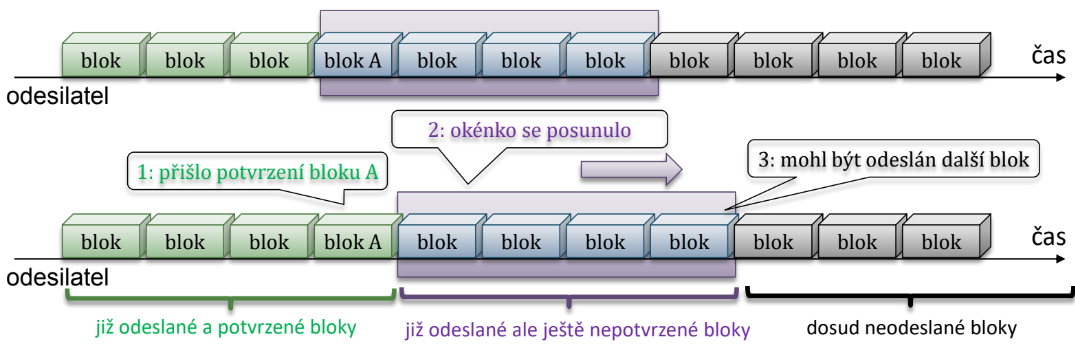 blok blok blok blok A blok blok blok blok blok blok blok
čas
odesilatel
2: okénko se posunulo
1: přišlo potvrzení bloku A
3: mohl být odeslán další blok
blok blok blok blok A blok blok blok blok blok blok blok
čas
odesilatel
již odeslané a potvrzené bloky
již odeslané ale ještě nepotvrzené bloky
dosud neodeslané bloky